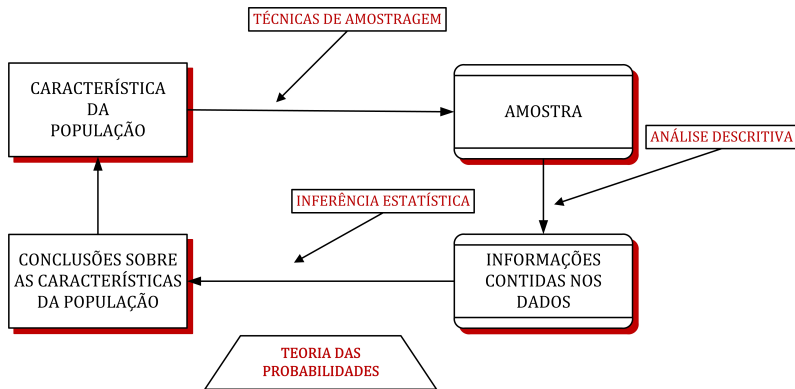 TÉCNICAS DE AMOSTRAGEM
CARACTERÍSTICA
DA
POPULAÇÃO
AMOSTRA
ANÁLISE DESCRITIVA
INFERÊNCIA ESTATÍSTICA
CONCLUSÕES SOBRE
AS CARACTERÍSTICAS
DA POPULAÇÃO
INFORMAÇÕES
CONTIDAS NOS
DADOS
TEORIA DAS
PROBABILIDADES